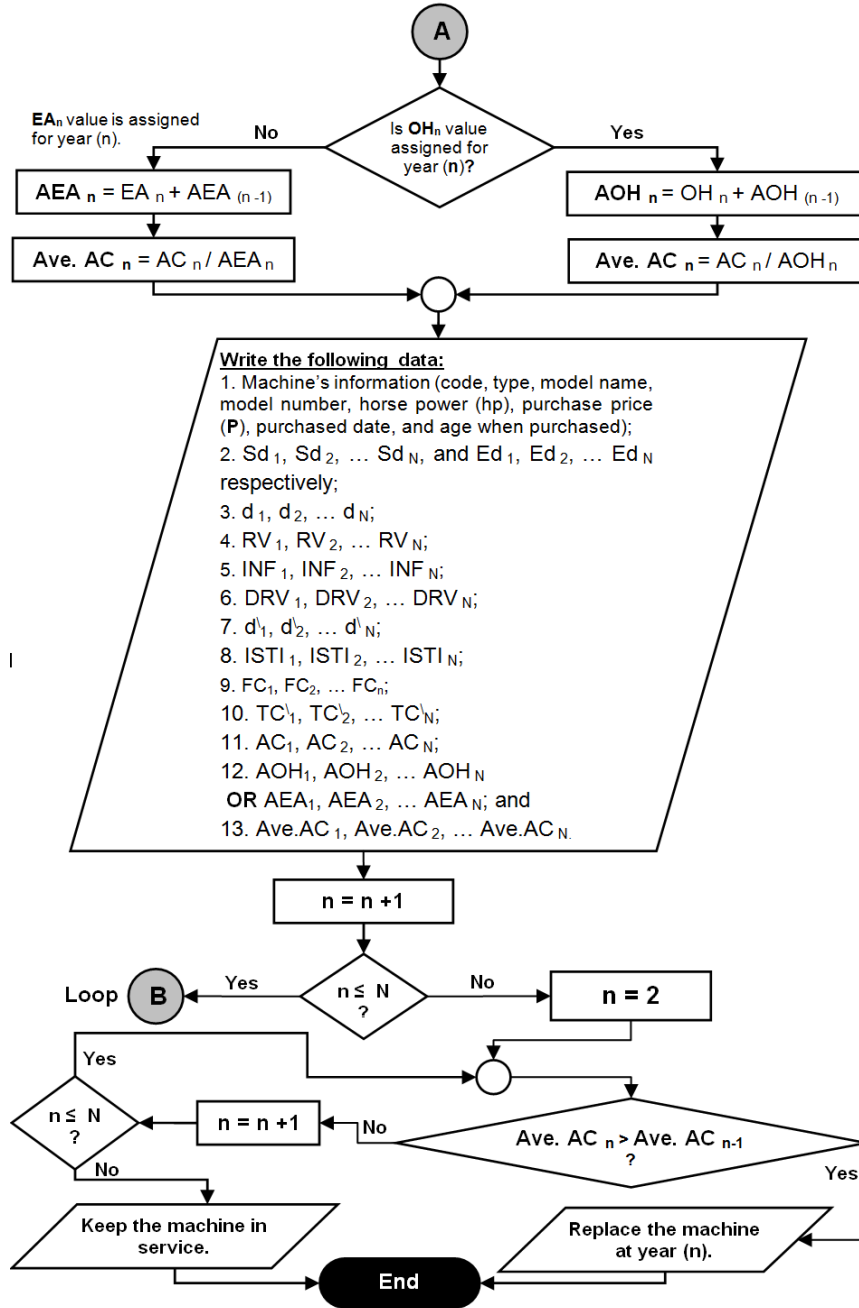 A
EAn value is assigned
for year (n).
No
Is OHn value
assigned for
year (n)?
Yes
AEA n = EA n + AEA (n -1)
AOH n = OH n + AOH (n-1)
Ave. AC n = AC n / AEA n
Ave. AC n = AC n / AOH n
Write the following data:
1. Machine's information (code, type, model name,
model number, horse power (hp), purchase price
(P), purchased date, and age when purchased);
2. Sd 1, Sd 2, … Sd N, and Ed 1, Ed 2, … Ed N
respectively;
3. d 1, d 2, … d N;
4. RV 1, RV 2, … RV N;
5. INF 1, INF 2, … INF N;
6. DRV 1, DRV 2, … DRV N;
7. d\1, d\2, … d\ N;
8. ISTI 1, ISTI 2, … ISTI N;
9. FC1, FC2, … FCn;
10. TC\1, TC\2, … TC\N;
11. AC1, AC 2, … AC N;
12. AOH1, AOH2, … AOH N
OR AEA1, AEA 2, … AEA N; and
13. Ave.AC 1, Ave.AC 2, … Ave.AC N.
n = n +1
Loop
B
Yes
n ≤ N
?
No
n = 2
Yes
n ≤ N
?
n = n +1
No
Ave. AC n > Ave. AC n-1
?
Yes
No
Keep the machine in
service.
Replace the machine
at year (n).
End